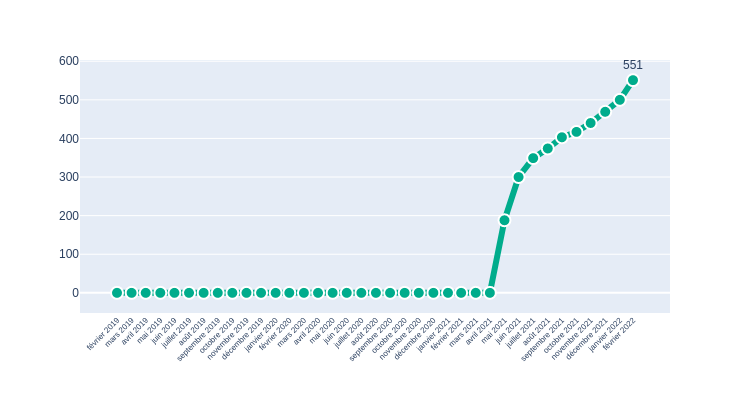 600
500
400
300
200
100
0
551
février 2019
mars 2019
avril 2019
mai 2019
juin 2019
juillet 2019
août 2019
septembre 2019
octobre 2019
novembre 2019
décembre 2019
janvier 2020
février 2020
mars 2020
avril 2020
mai 2020
juin 2020
juillet 2020
août 2020
septembre 2020
octobre 2020
novembre 2020
décembre 2020
janvier 2021
février 2021
mars 2021
avril 2021
mai 2021
juin 2021
juillet 2021
août 2021
septembre 2021
octobre 2021
novembre 2021
décembre 2021
janvier 2022
février 2022